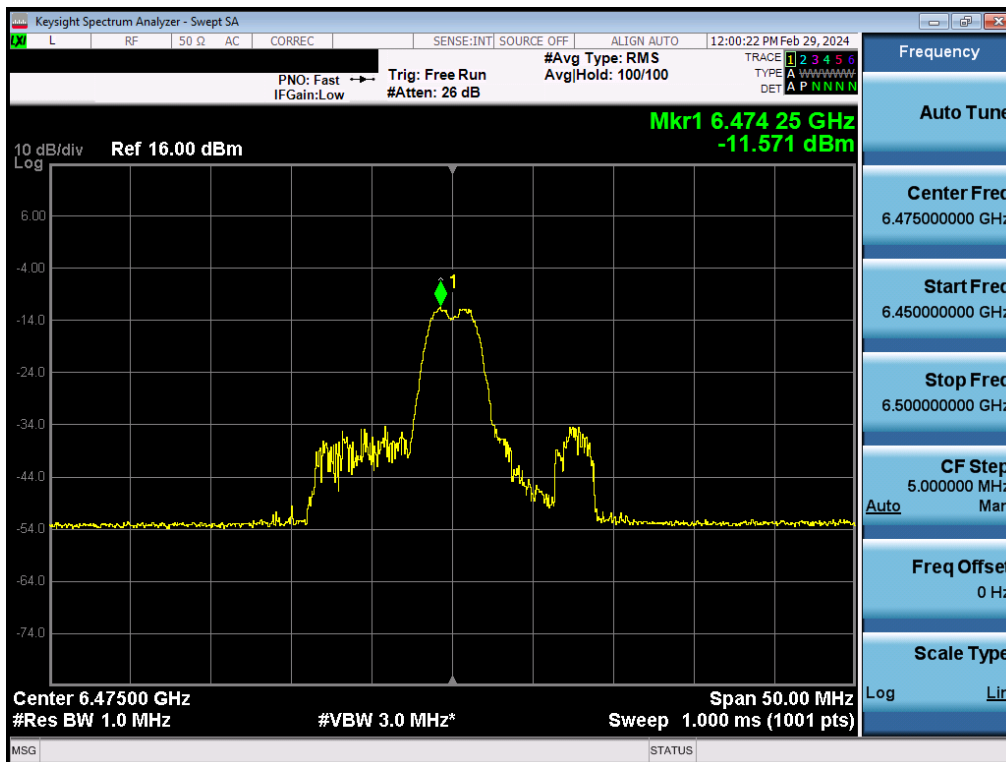 Keysight Spectrum Analyzer - Swept SA
LXI L RF 50 Ω AC CORREC SENSE:INT SOURCE OFF ALIGN AUTO 12:00:22 PM Feb 29, 2024
PNO: Fast
IFGain:Low
Trig: Free Run
#Atten: 26 dB
#Avg Type: RMS
Avg|Hold: 100/100
TRACE 1 2 3 4 5 6
TYPE A WWWWW
DET A P N N N N
Mkr1 6.474 25 GHz
-11.571 dBm
10 dB/div Ref 16.00 dBm
Log
6.00
-4.00
1
-14.0
-24.0
-34.0
-44.0
-54.0
-64.0
-74.0
Center 6.47500 GHz Span 50.00 MHz
#Res BW 1.0 MHz #VBW 3.0 MHz* Sweep 1.000 ms (1001 pts)
MSG STATUS
Frequency
Auto Tune
Center Freq
6.475000000 GHz
Start Freq
6.450000000 GHz
Stop Freq
6.500000000 GHz
CF Step
5.000000 MHz
Auto Man
Freq Offset
0 Hz
Scale Type
Log Lin